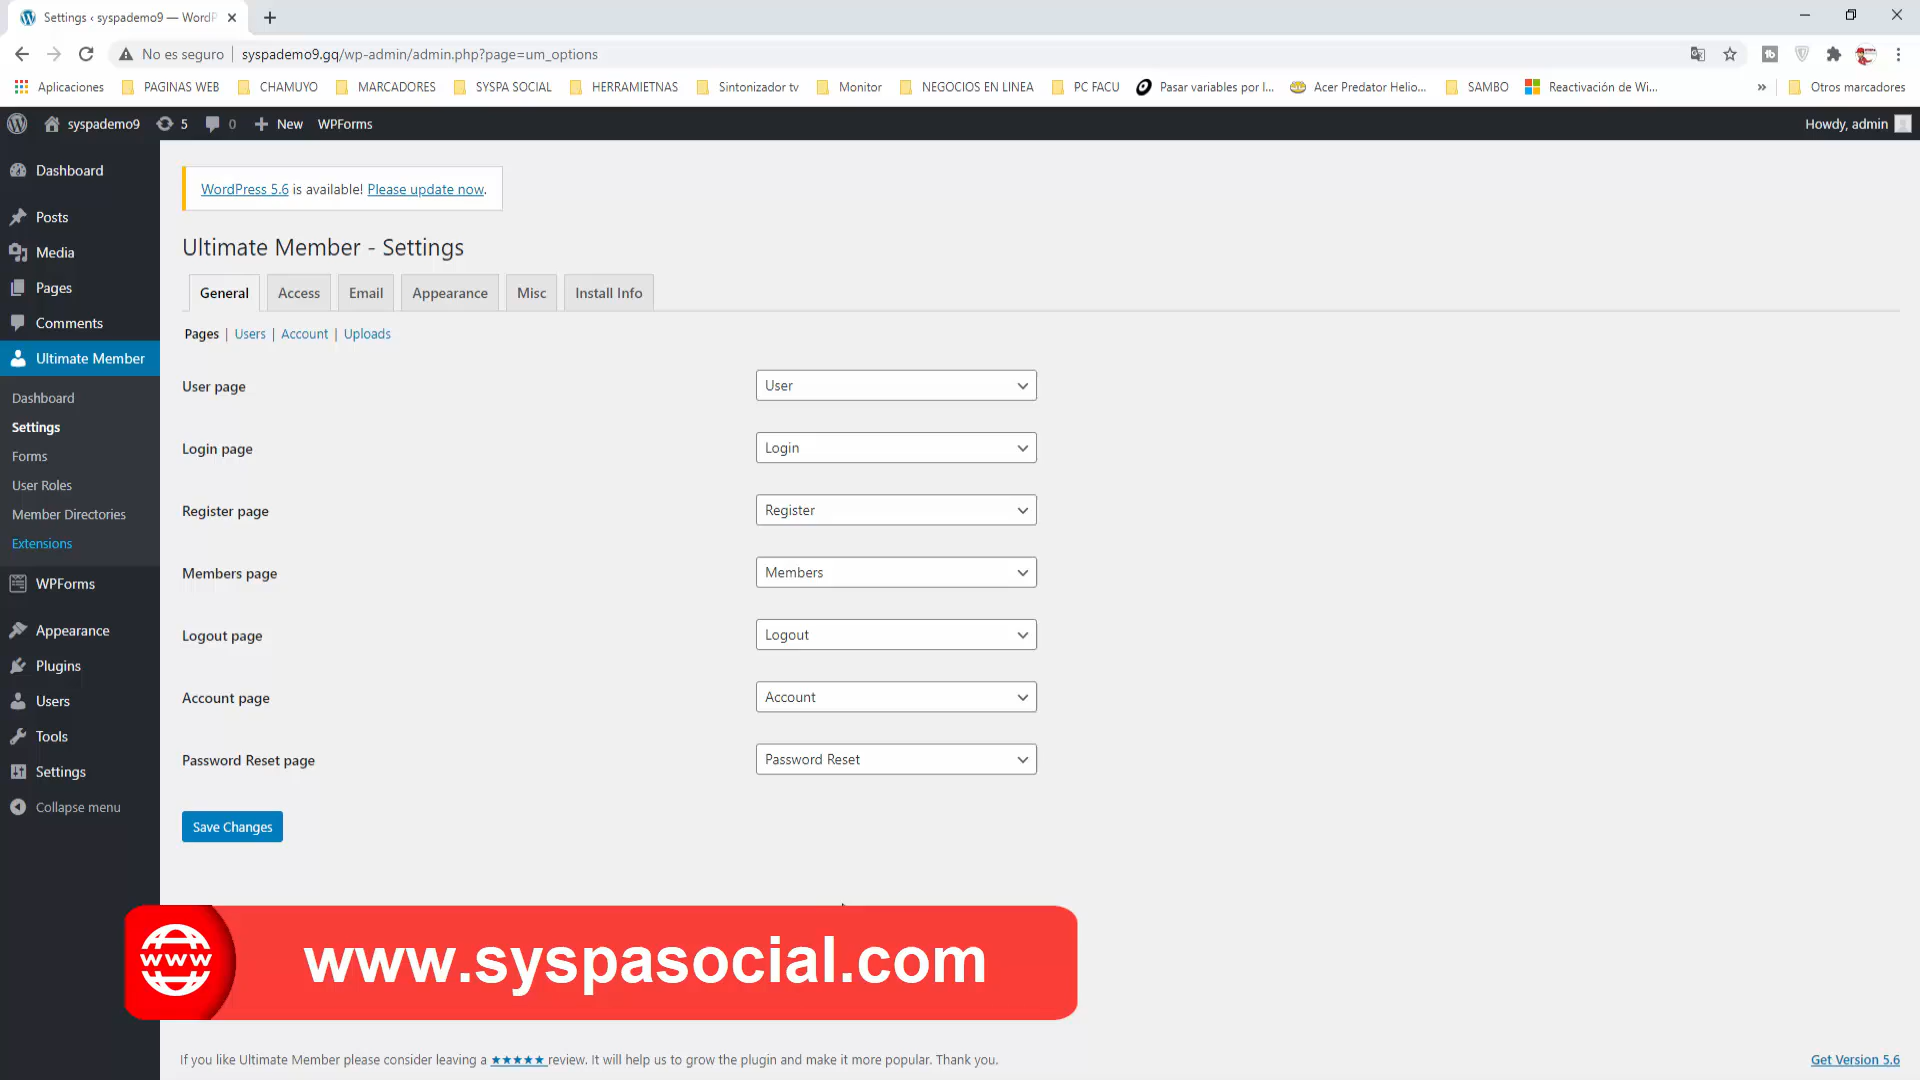 Settings ‹ syspademo9 — WordP
No es seguro
syspademo9.gq/wp-admin/admin.php?page=um_options
Aplicaciones PAGINAS WEB CHAMUYO MARCADORES SYSPA SOCIAL HERRAMIETNAS Sintonizador tv Monitor NEGOCIOS EN LINEA PC FACU Pasar variables por l... Acer Predator Helio... SAMBO Reactivación de Wi... » Otros marcadores
syspademo9 5 0 New WPForms Howdy, admin
Dashboard
Posts
Media
Pages
Comments
Ultimate Member
Dashboard
Settings
Forms
User Roles
Member Directories
Extensions
WPForms
Appearance
Plugins
Users
Tools
Settings
Collapse menu
WordPress 5.6 is available! Please update now.
Ultimate Member - Settings
General Access Email Appearance Misc Install Info
Pages | Users | Account | Uploads
User page User
Login page Login
Register page Register
Members page Members
Logout page Logout
Account page Account
Password Reset page Password Reset
Save Changes
WWW
www.syspasocial.com
If you like Ultimate Member please consider leaving a ★★★★★ review. It will help us to grow the plugin and make it more popular. Thank you.
Get Version 5.6